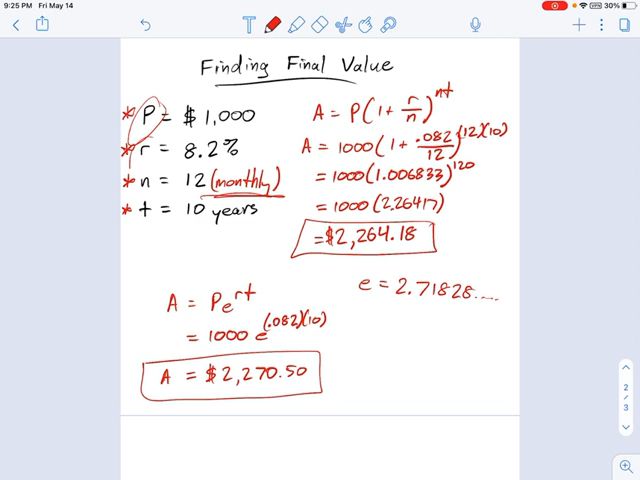 9:25 PM Fri May 14
30%
Finding Final Value
* P = $ 1,000
* r = 8.2%
* n = 12 (monthly)
* t = 10 years
A = P(1 + r/n)^nt
A = 1000(1 + .082/12)^(12)(10)
= 1000(1.006833)^120
= 1000(2.26417)
= $2,264.18
e = 2.71828....
A = Pe^rt
= 1000 e^(.082)(10)
A = $2,270.50
2
/
3